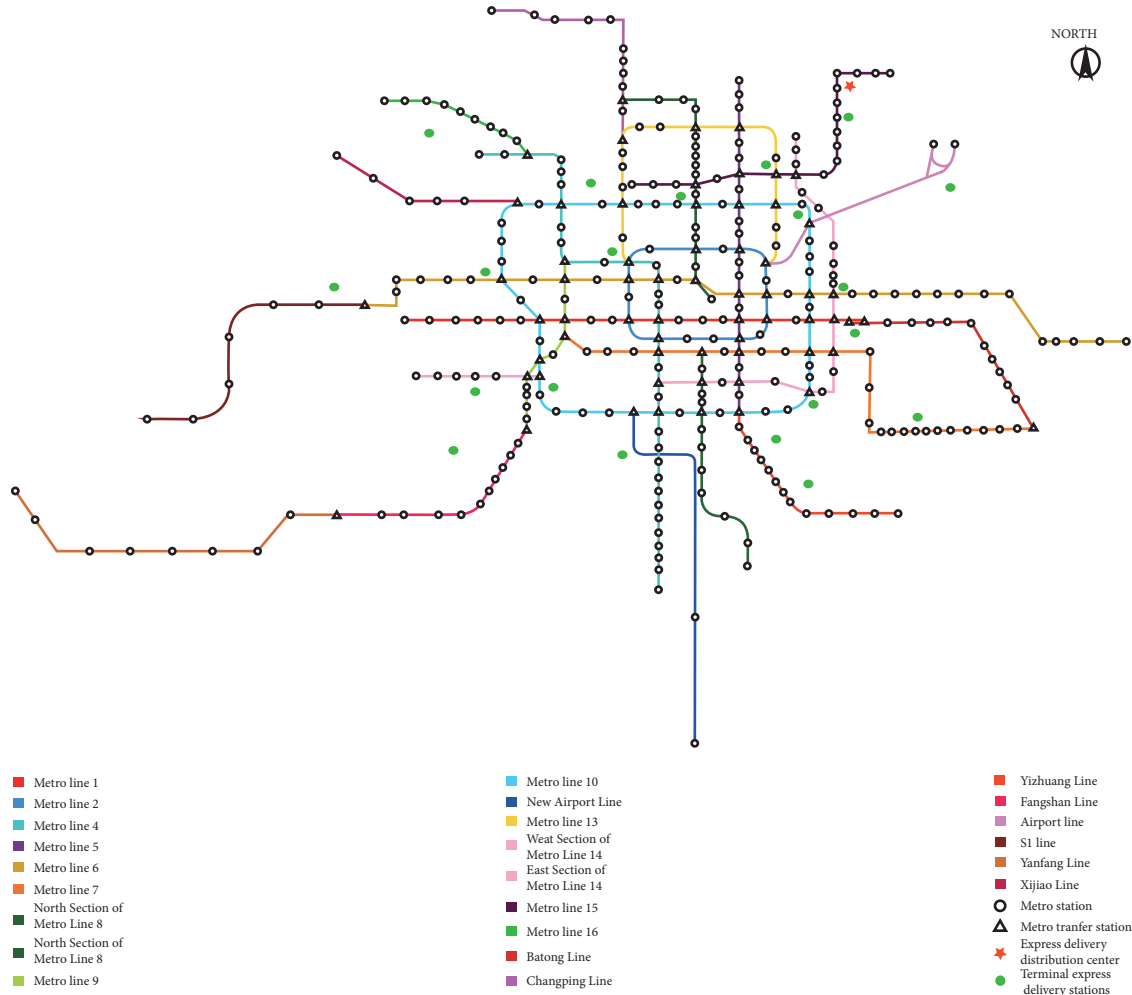 NORTH
Metro line 1
Metro line 2
Metro line 4
Metro line 5
Metro line 6
Metro line 7
North Section of
Metro Line 8
North Section of
Metro Line 8
Metro line 9
Metro line 10
New Airport Line
Metro line 13
Weat Section of
Metro Line 14
East Section of
Metro Line 14
Metro line 15
Metro line 16
Batong Line
Changping Line
Yizhuang Line
Fangshan Line
Airport line
S1 line
Yanfang Line
Xijiao Line
Metro station
Metro tranfer station
Express delivery
distribution center
Terminal express
delivery stations